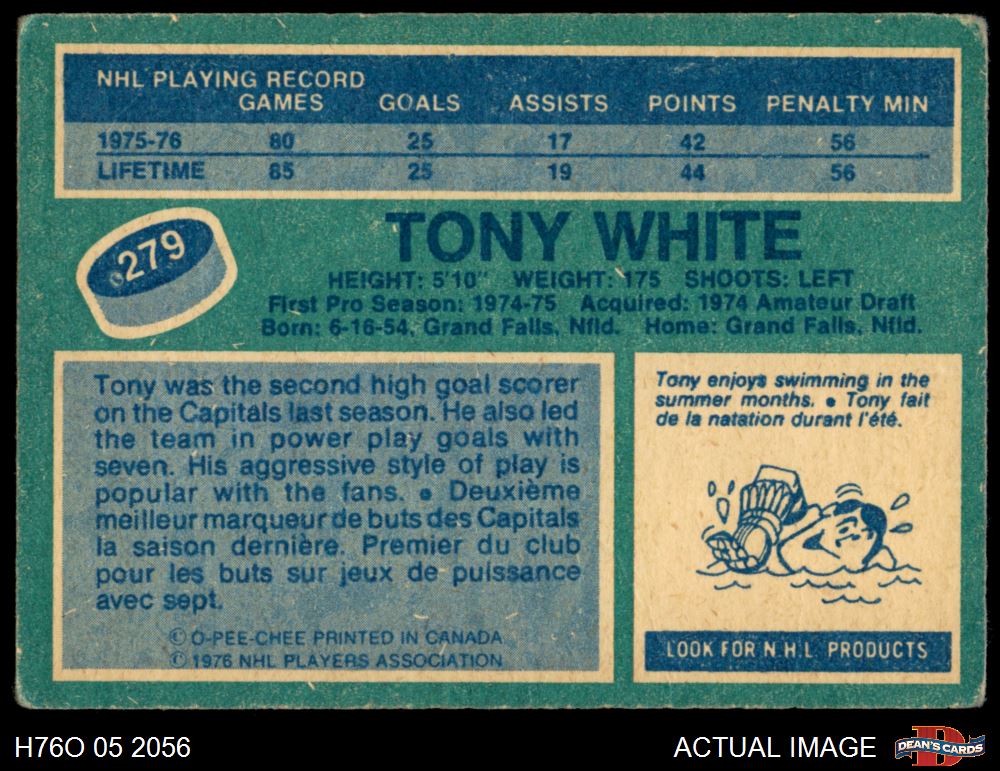 NHL PLAYING RECORD
GAMES GOALS ASSISTS POINTS PENALTY MIN
1975-76 80 25 17 42 56
LIFETIME 85 25 19 44 56
279
TONY WHITE
HEIGHT: 5'10" WEIGHT: 175 SHOOTS: LEFT
First Pro Season: 1974-75 Acquired: 1974 Amateur Draft
Born: 6-16-54, Grand Falls, Nfld. Home: Grand Falls, Nfld.
Tony was the second high goal scorer
on the Capitals last season. He also led
the team in power play goals with
seven. His aggressive style of play is
popular with the fans. • Deuxième
meilleur marqueur de buts des Capitals
la saison dernière. Premier du club
pour les buts sur jeux de puissance
avec sept.
© O-PEE-CHEE PRINTED IN CANADA
© 1976 NHL PLAYERS ASSOCIATION
Tony enjoys swimming in the
summer months. • Tony fait
de la natation durant l'été.
LOOK FOR N.H.L. PRODUCTS
H76O 05 2056
ACTUAL IMAGE
D
DEAN'S CARDS